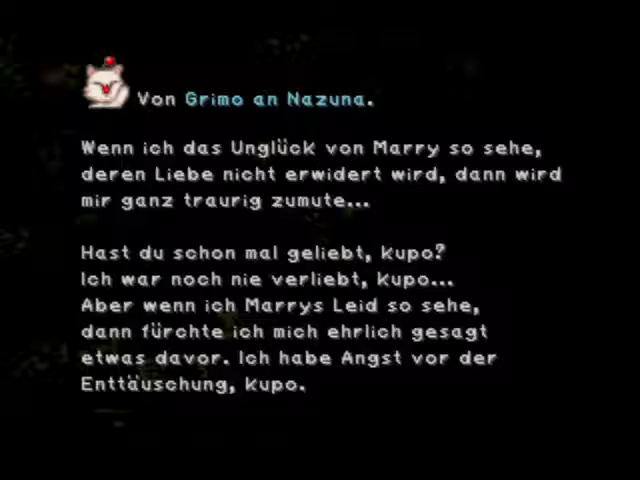 Von Grimo an Nazuna.
Wenn ich das Unglück von Marry so sehe,
deren Liebe nicht erwidert wird, dann wird
mir ganz traurig zumute...
Hast du schon mal geliebt, kupo?
Ich war noch nie verliebt, kupo...
Aber wenn ich Marrys Leid so sehe,
dann fürchte ich mich ehrlich gesagt
etwas davor. Ich habe Angst vor der
Enttäuschung, kupo.